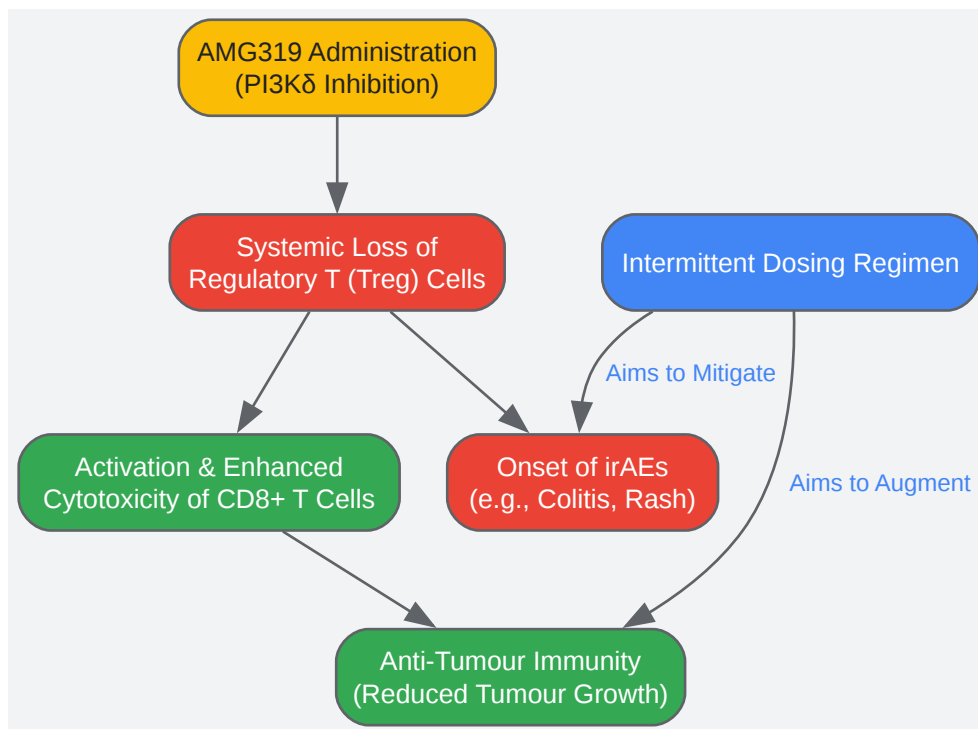 AMG319 Administration
(PI3Kδ Inhibition)
Systemic Loss of
Regulatory T (Treg) Cells
Intermittent Dosing Regimen
Aims to Mitigate
Activation & Enhanced
Cytotoxicity of CD8+ T Cells
Onset of irAEs
(e.g., Colitis, Rash)
Aims to Augment
Anti-Tumour Immunity
(Reduced Tumour Growth)